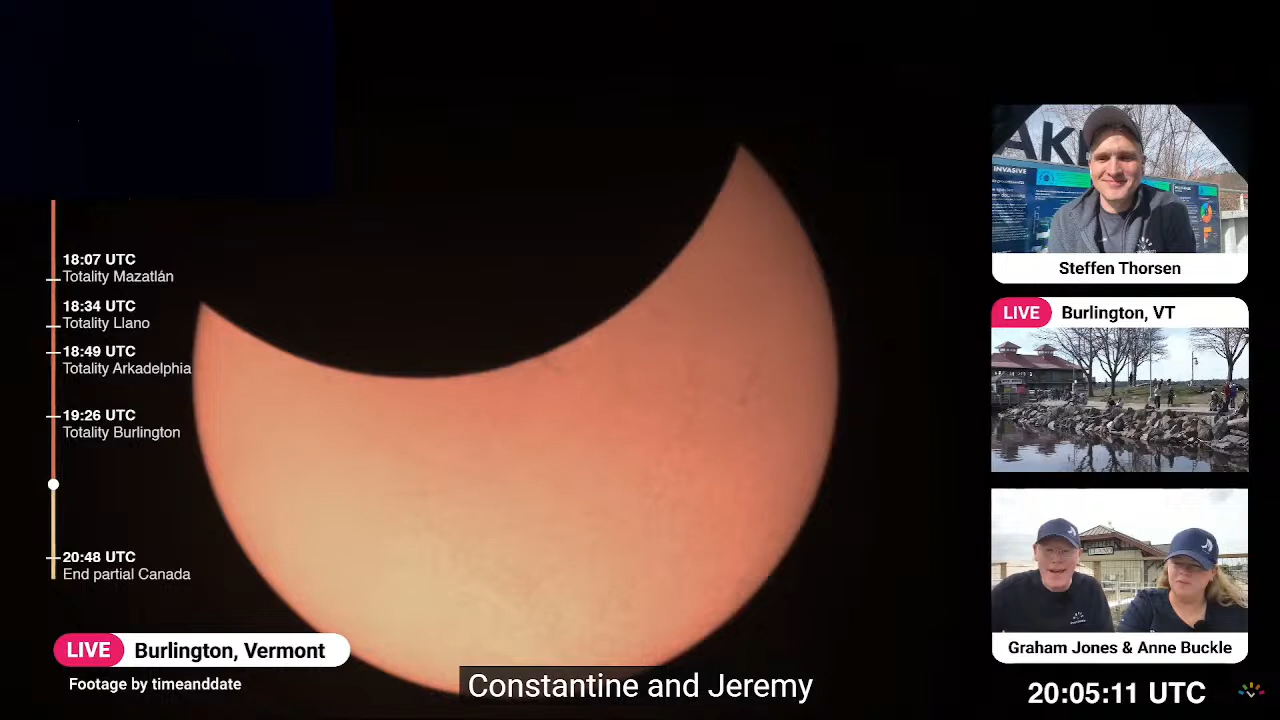 18:07 UTC
Totality Mazatlán
18:34 UTC
Totality Llano
18:49 UTC
Totality Arkadelphia
19:26 UTC
Totality Burlington
20:48 UTC
End partial Canada
LIVE Burlington, Vermont
Footage by timeanddate
Constantine and Jeremy
AKE
INVASIVE
Steffen Thorsen
LIVE Burlington, VT
Graham Jones & Anne Buckle
20:05:11 UTC